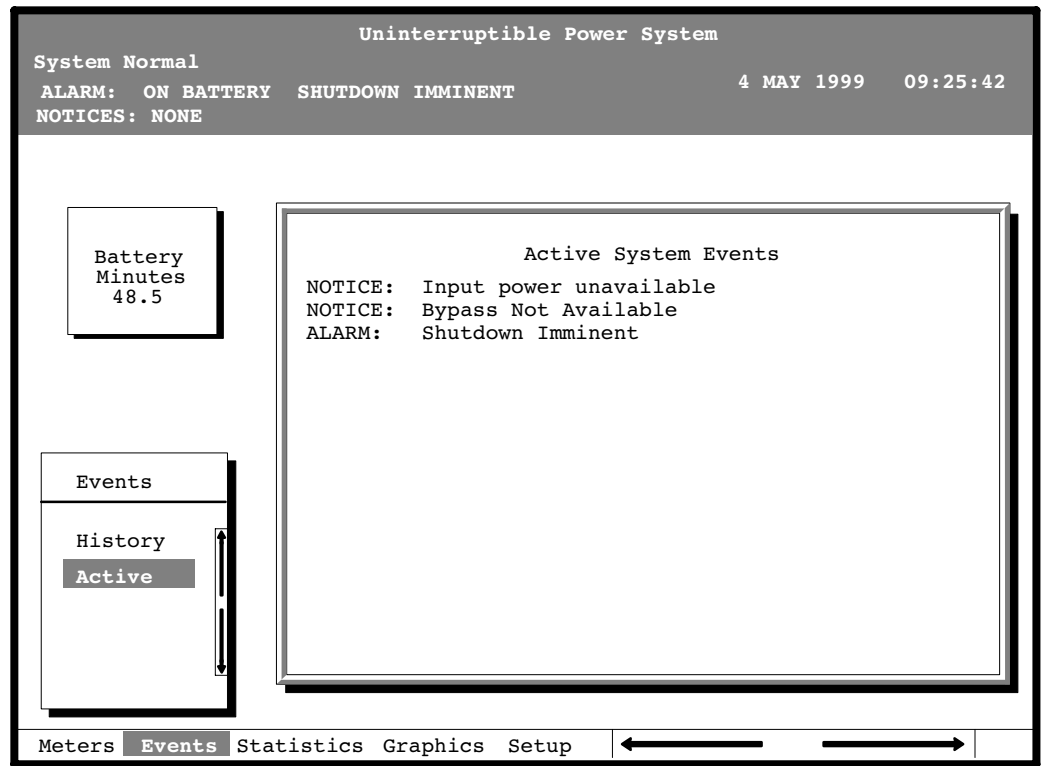 Uninterruptible Power System
System Normal
4 MAY 1999 09:25:42
ALARM: ON BATTERY SHUTDOWN IMMINENT
NOTICES: NONE
Battery
Minutes
48.5
Active System Events
NOTICE: Input power unavailable
NOTICE: Bypass Not Available
ALARM: Shutdown Imminent
Events
History
Active
Meters Events Statistics Graphics Setup